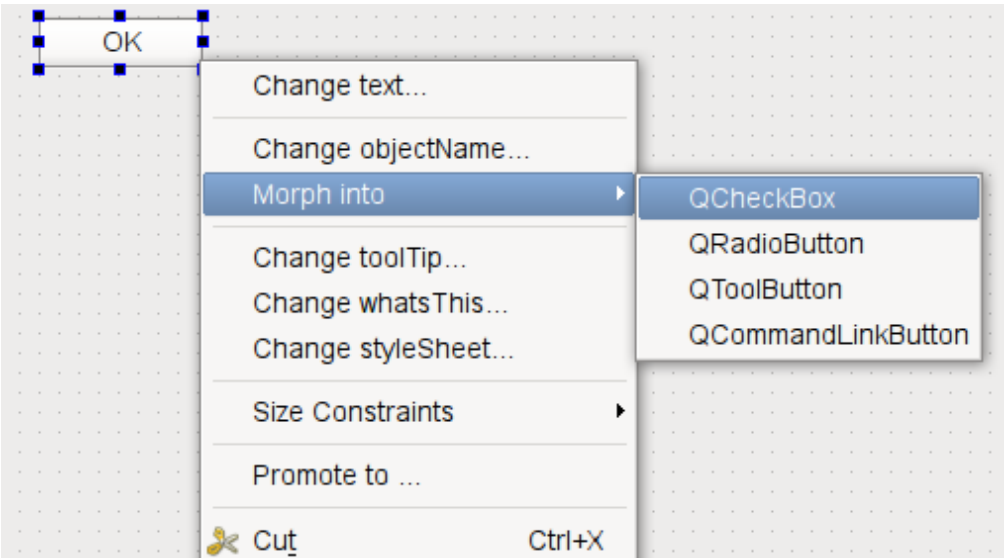 OK
Change text...
Change objectName...
Morph into
QCheckBox
QRadioButton
QToolButton
QCommandLinkButton
Change toolTip...
Change whatsThis...
Change styleSheet...
Size Constraints
Promote to ...
Cut Ctrl+X